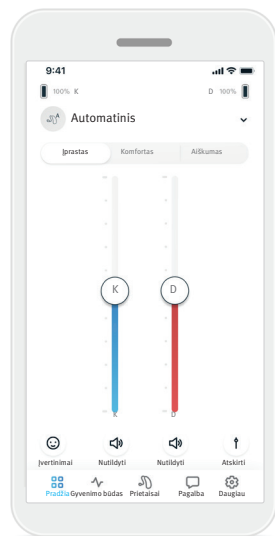 9:41
100% K D 100%
Automatinis
Įprastas Komfortas Aiškumas
K D
K D
Įvertinimai Nutildyti Nutildyti Atskirti
Pradžia Gyvenimo būdas Prietaisai Pagalba Daugiau